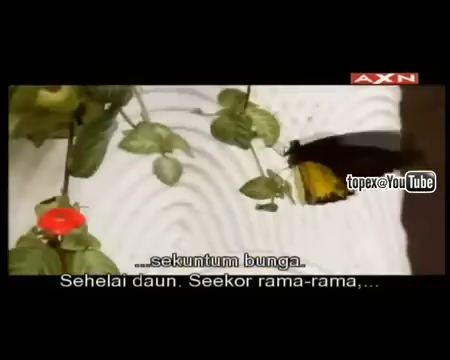 AXN
topex@YouTube
...sekuntum bunga.
Sehelai daun. Seekor rama-rama,...